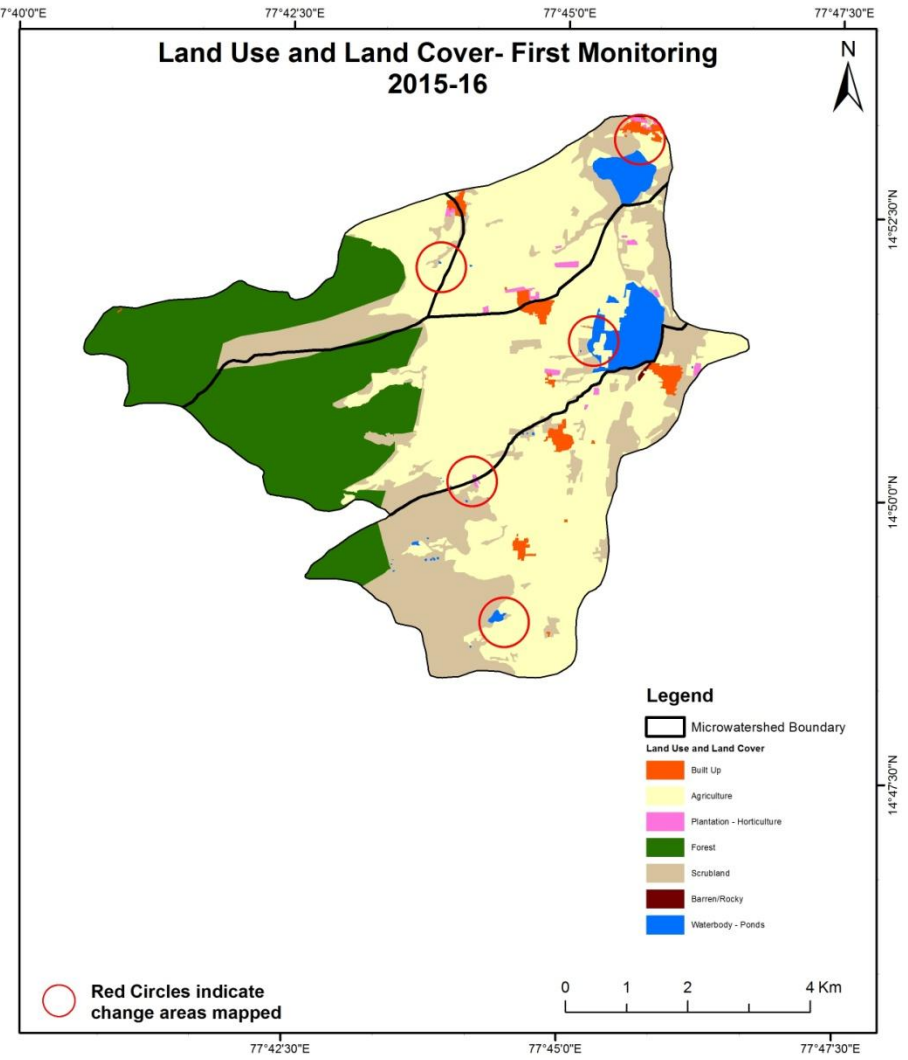 7°40'0"E 77°42'30"E 77°45'0"E 77°47'30"E
Land Use and Land Cover- First Monitoring
2015-16
N
14°52'30"N
14°50'0"N
14°47'30"N
Legend
Microwatershed Boundary
Land Use and Land Cover
Built Up
Agriculture
Plantation - Horticulture
Forest
Scrubland
Barren/Rocky
Waterbody - Ponds
Red Circles indicate
change areas mapped
0 1 2 4 Km
77°42'30"E 77°45'0"E 77°47'30"E